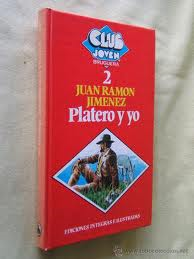 CLUB
JOVEN
BRUGUERA
2
JUAN RAMON
JIMENEZ
Platero y yo
EDICIONES INTEGRAS E ILUSTRADAS